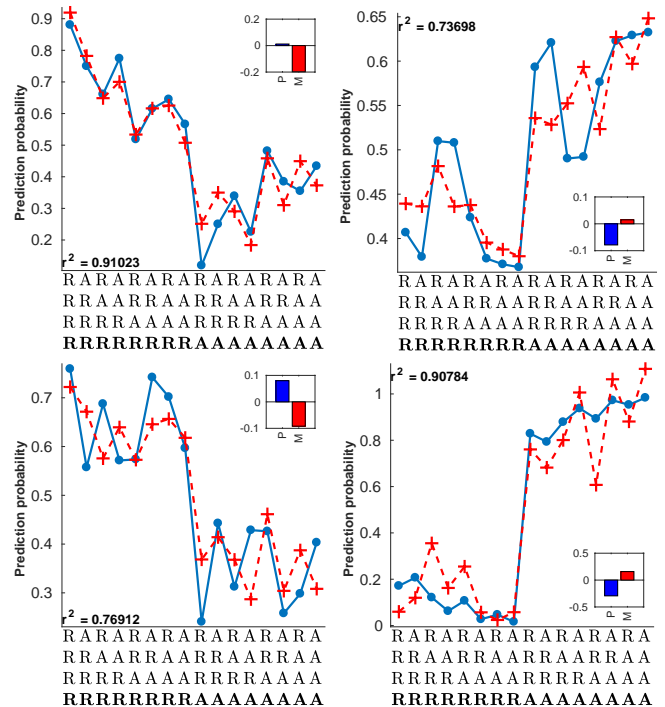 0.9
0.8
0.7
0.6
0.5
0.4
0.3
0.2
Prediction probability
0.2
0
-0.2
P M
r² = 0.91023
R A R A R A R A R A R A R A R A
R R A A R R A A R R A A R R A A
R R R R A A A A R R R R A A A A
R R R R R R R R A A A A A A A A
0.65
0.6
0.55
0.5
0.45
0.4
Prediction probability
r² = 0.73698
0.1
0
-0.1
P M
R A R A R A R A R A R A R A R A
R R A A R R A A R R A A R R A A
R R R R A A A A R R R R A A A A
R R R R R R R R A A A A A A A A
0.7
0.6
0.5
0.4
0.3
Prediction probability
0.1
0
-0.1
P M
r² = 0.76912
R A R A R A R A R A R A R A R A
R R A A R R A A R R A A R R A A
R R R R A A A A R R R R A A A A
R R R R R R R R A A A A A A A A
1
0.8
0.6
0.4
0.2
0
Prediction probability
r² = 0.90784
0.5
0
-0.5
P M
R A R A R A R A R A R A R A R A
R R A A R R A A R R A A R R A A
R R R R A A A A R R R R A A A A
R R R R R R R R A A A A A A A A